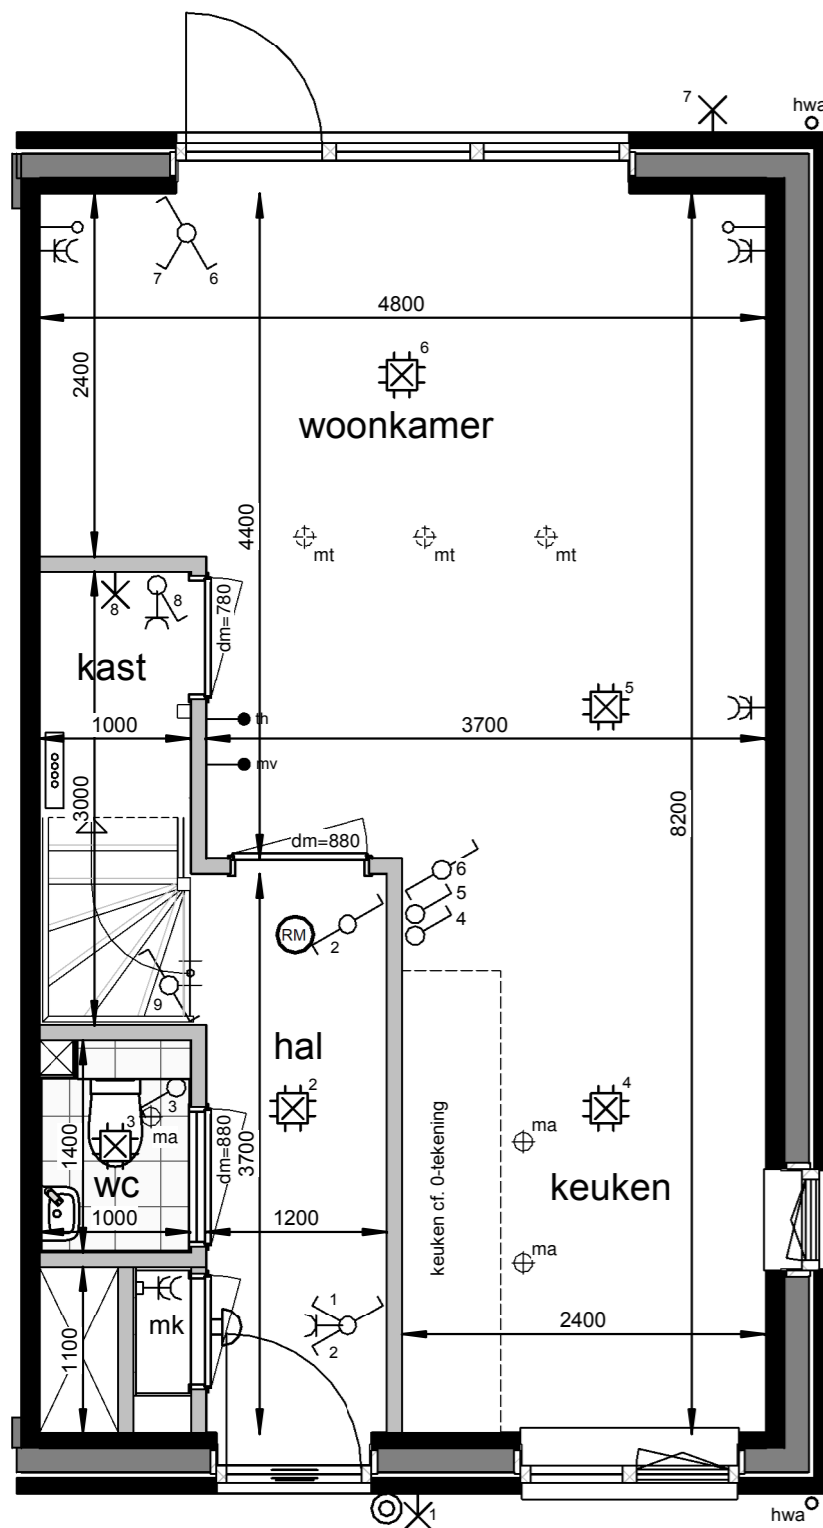 7
hwa
7
6
4800
6
2400
woonkamer
4400
mt
mt
mt
8
8
dm=780
kast
5
th
1000
3700
mv
3000
8200
dm=880
6
5
4
RM
2
9
hal
2
4
3
3
ma
ma
1400
dm=880
3700
wc
keuken cf. 0-tekening
keuken
1000
1200
ma
1
mk
2
2400
1100
1
hwa